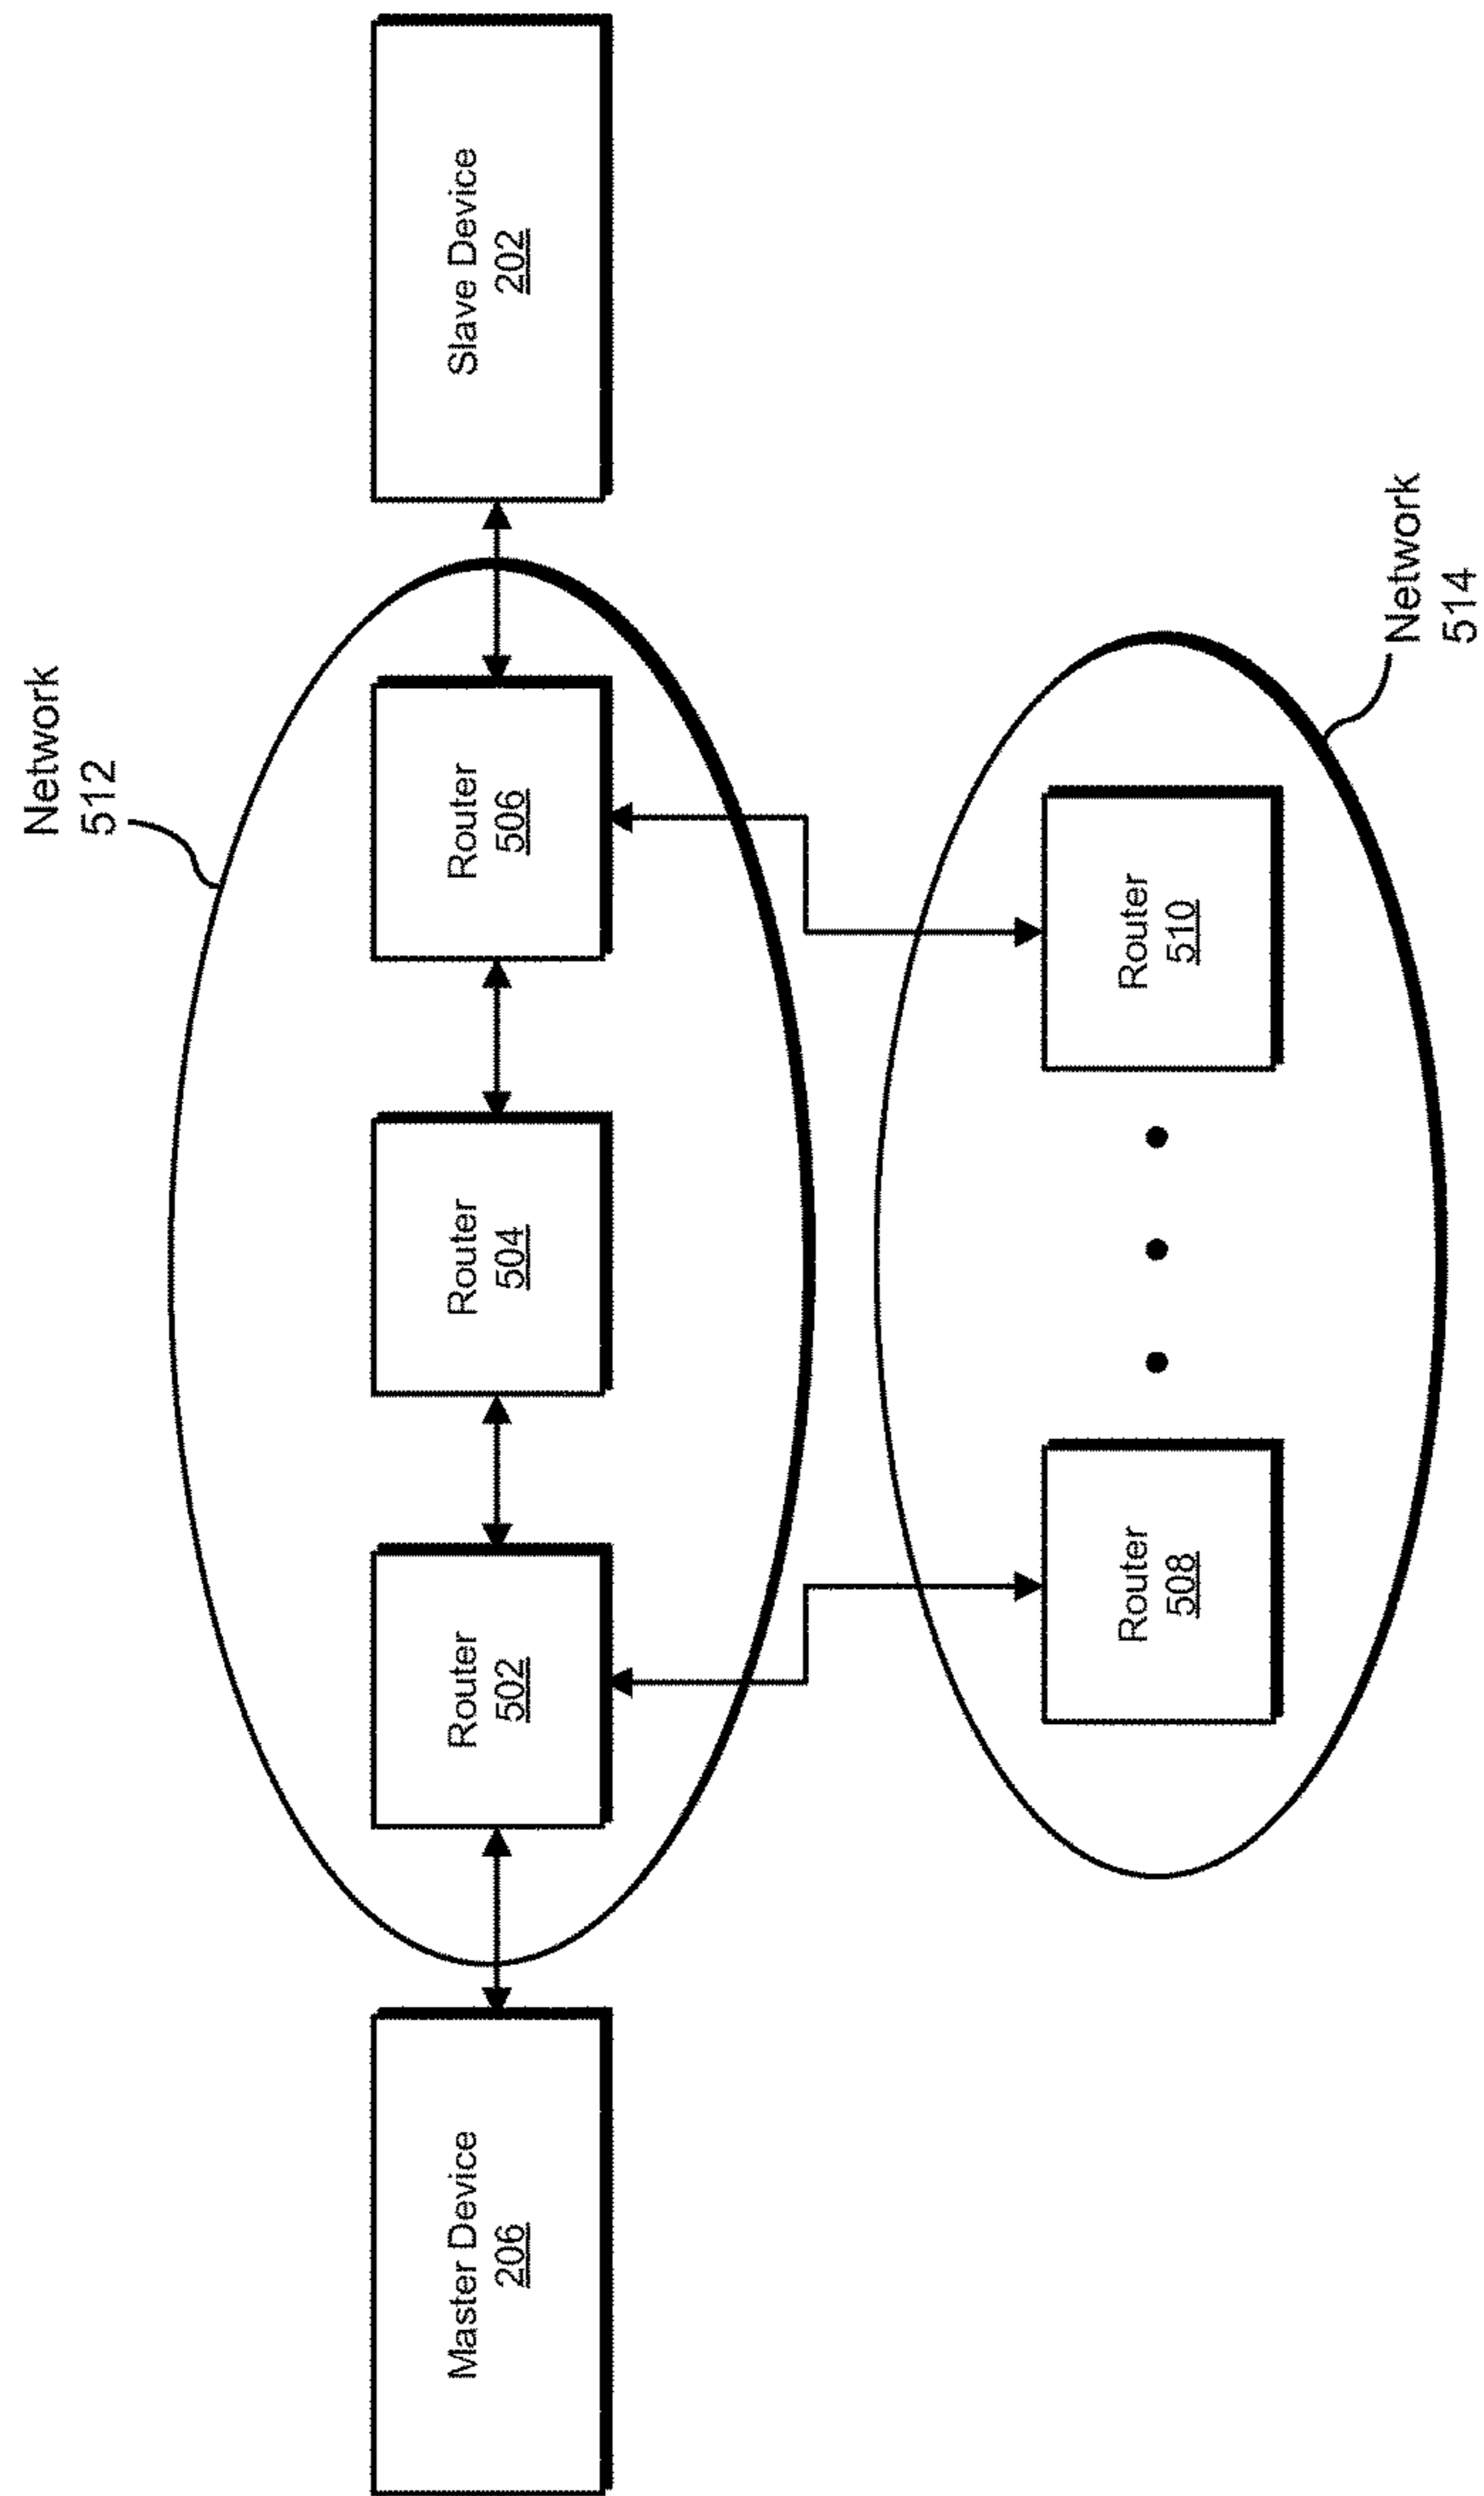 Network
512
Master Device
206
Router
502
Router
504
Router
506
Slave Device
202
Router
508
Router
510
Network
514